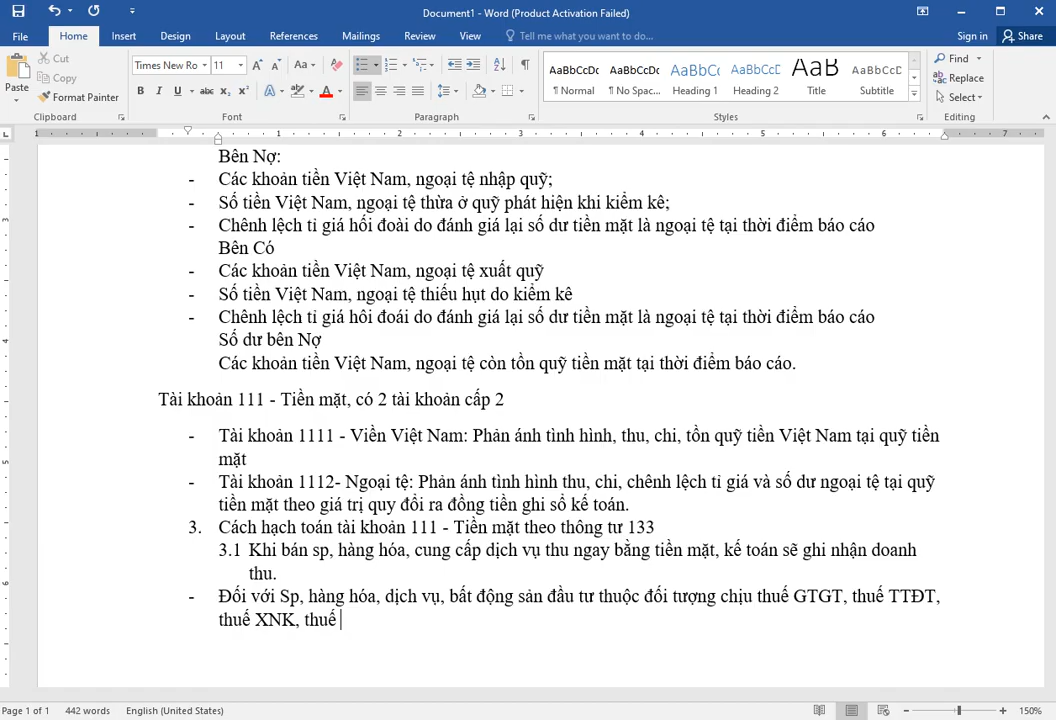 Document1 - Word (Product Activation Failed)
File Home Insert Design Layout References Mailings Review View Tell me what you want to do... Sign in Share
Paste Cut Copy Format Painter
Times New Ro 11 Aa
B I U abc x₂ x² A A
AaBbCcDc AaBbCcDc AaBbCc AaBbCcC AaB AaBbCcD
¶ Normal ¶ No Spac... Heading 1 Heading 2 Title Subtitle
Find Replace Select
Clipboard Font Paragraph Styles Editing
1 1 2 3 4 5 6 7
Bên Nợ:
- Các khoản tiền Việt Nam, ngoại tệ nhập quỹ;
- Số tiền Việt Nam, ngoại tệ thừa ở quỹ phát hiện khi kiểm kê;
- Chênh lệch tỉ giá hối đoài do đánh giá lại số dư tiền mặt là ngoại tệ tại thời điểm báo cáo
Bên Có
- Các khoản tiền Việt Nam, ngoại tệ xuất quỹ
- Số tiền Việt Nam, ngoại tệ thiếu hụt do kiểm kê
- Chênh lệch tỉ giá hôi đoái do đánh giá lại số dư tiền mặt là ngoại tệ tại thời điểm báo cáo
Số dư bên Nợ
Các khoản tiền Việt Nam, ngoại tệ còn tồn quỹ tiền mặt tại thời điểm báo cáo.
Tài khoản 111 - Tiền mặt, có 2 tài khoản cấp 2
- Tài khoản 1111 - Viền Việt Nam: Phản ánh tình hình, thu, chi, tồn quỹ tiền Việt Nam tại quỹ tiền
mặt
- Tài khoản 1112- Ngoại tệ: Phản ánh tình hình thu, chi, chênh lệch tỉ giá và số dư ngoại tệ tại quỹ
tiền mặt theo giá trị quy đổi ra đồng tiền ghi sổ kế toán.
3. Cách hạch toán tài khoản 111 - Tiền mặt theo thông tư 133
3.1 Khi bán sp, hàng hóa, cung cấp dịch vụ thu ngay bằng tiền mặt, kế toán sẽ ghi nhận doanh
thu.
- Đối với Sp, hàng hóa, dịch vụ, bất động sản đầu tư thuộc đối tượng chịu thuế GTGT, thuế TTĐT,
thuế XNK, thuế
Page 1 of 1 442 words English (United States) 150%